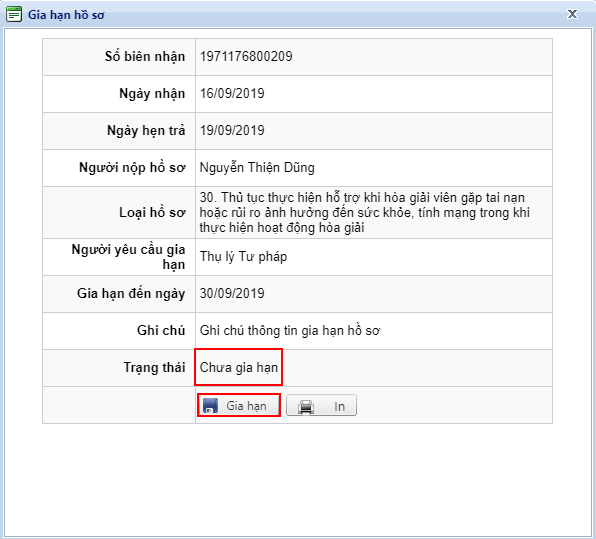 Gia hạn hồ sơ
Số biên nhận 1971176800209
Ngày nhận 16/09/2019
Ngày hẹn trả 19/09/2019
Người nộp hồ sơ Nguyễn Thiện Dũng
Loại hồ sơ 30. Thủ tục thực hiện hỗ trợ khi hòa giải viên gặp tai nạn
hoặc rủi ro ảnh hưởng đến sức khỏe, tính mạng trong khi
thực hiện hoạt động hòa giải
Người yêu cầu gia
hạn Thụ lý Tư pháp
Gia hạn đến ngày 30/09/2019
Ghi chú Ghi chú thông tin gia hạn hồ sơ
Trạng thái Chưa gia hạn
Gia hạn In